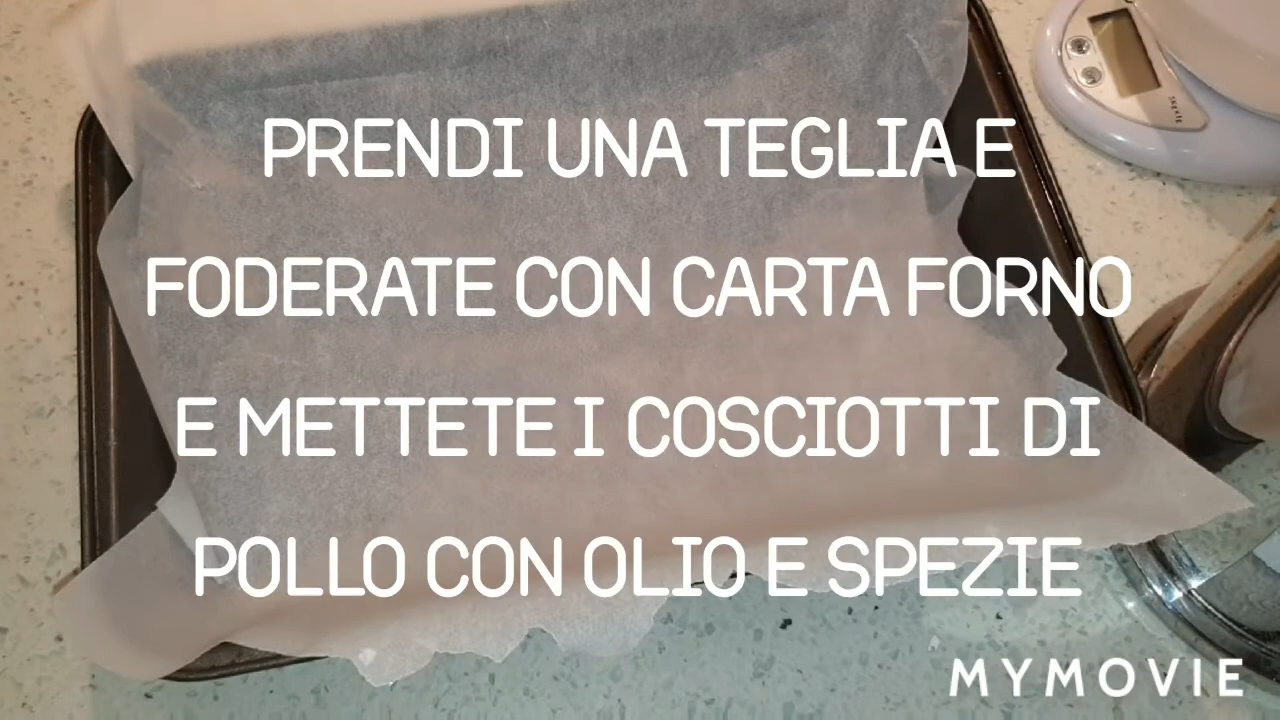 PRENDI UNA TEGLIA E
FODERATE CON CARTA FORNO
E METTETE I COSCIOTTI DI
POLLO CON OLIO E SPEZIE
MYMOVIE